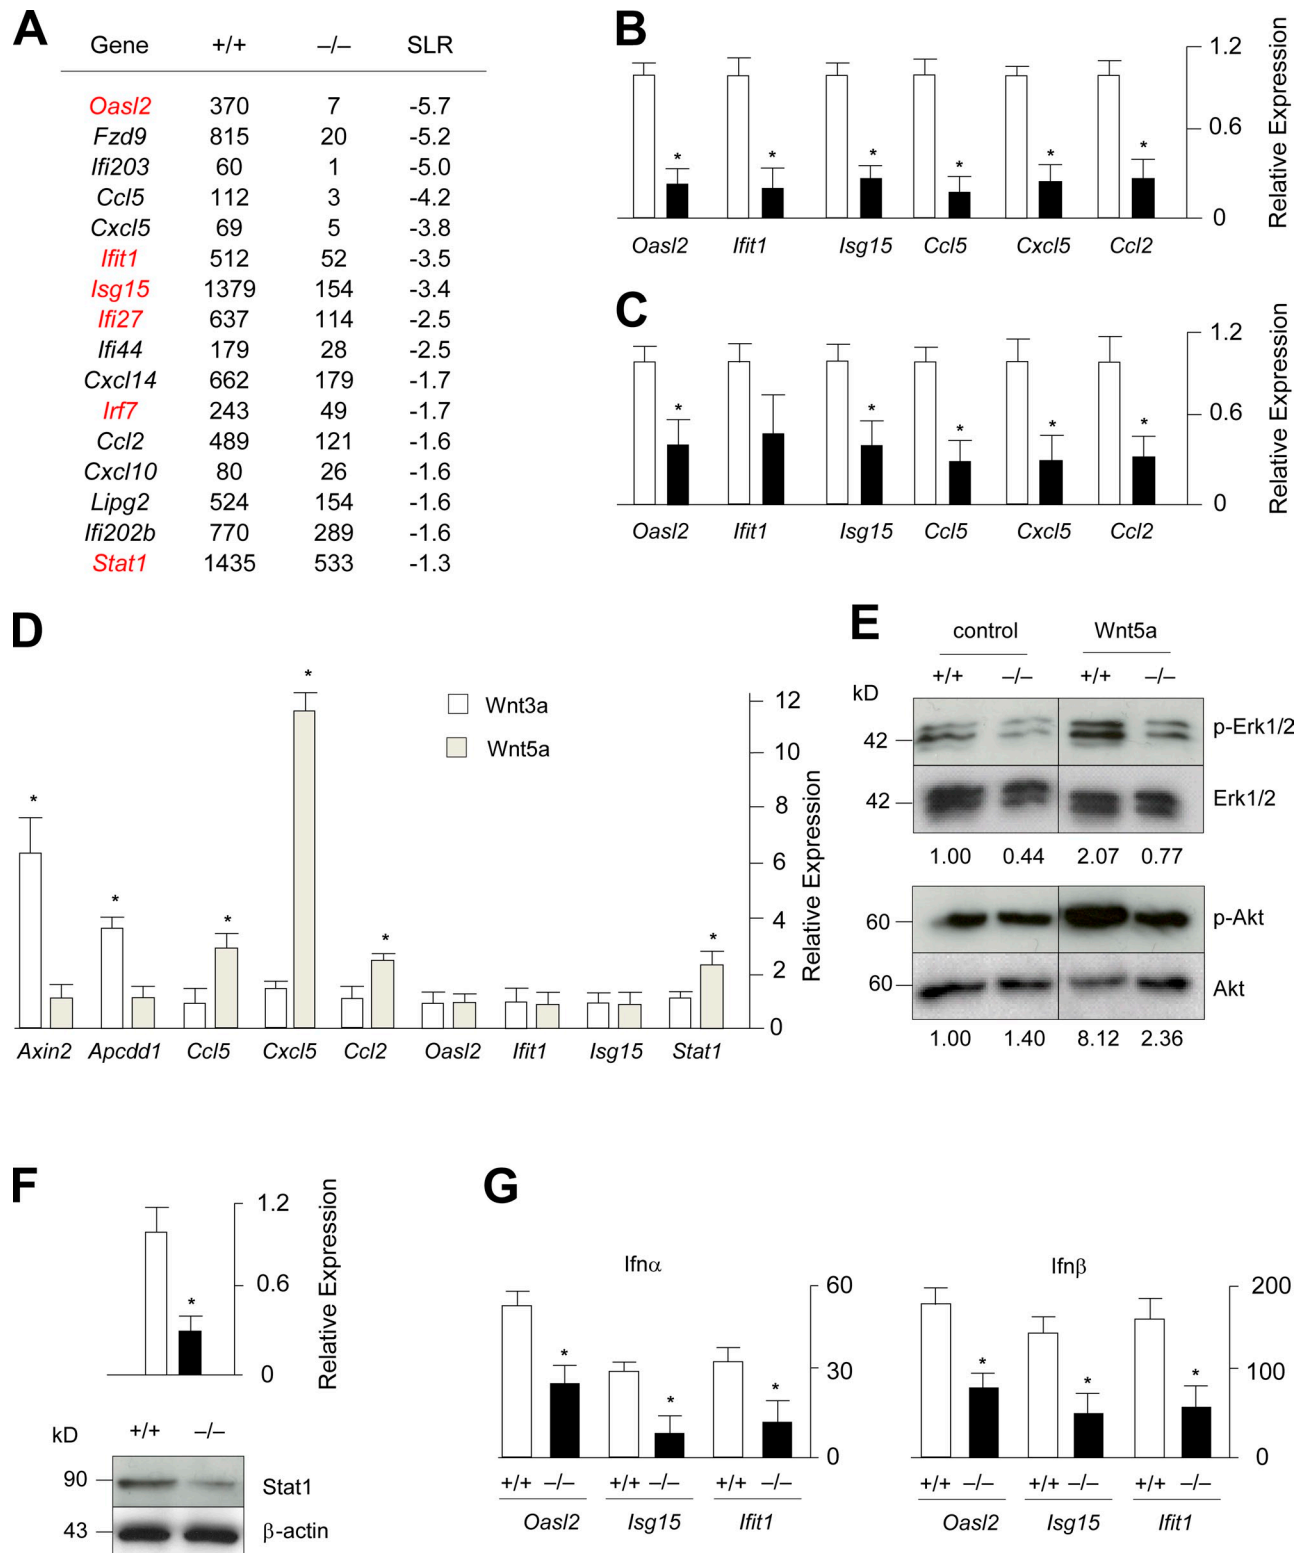 A
Gene +/+ –/– SLR
Oasl2 370 7 -5.7
Fzd9 815 20 -5.2
Ifi203 60 1 -5.0
Ccl5 112 3 -4.2
Cxcl5 69 5 -3.8
Ifit1 512 52 -3.5
Isg15 1379 154 -3.4
Ifi27 637 114 -2.5
Ifi44 179 28 -2.5
Cxcl14 662 179 -1.7
Irf7 243 49 -1.7
Ccl2 489 121 -1.6
Cxcl10 80 26 -1.6
Lipg2 524 154 -1.6
Ifi202b 770 289 -1.6
Stat1 1435 533 -1.3
B
1.2
0.6
0
Relative Expression
* * * * * *
Oasl2 Ifit1 Isg15 Ccl5 Cxcl5 Ccl2
C
1.2
0.6
0
Relative Expression
* * * * *
Oasl2 Ifit1 Isg15 Ccl5 Cxcl5 Ccl2
D
Wnt3a
Wnt5a
* * * * * *
12
10
8
6
4
2
0
Relative Expression
Axin2 Apcdd1 Ccl5 Cxcl5 Ccl2 Oasl2 Ifit1 Isg15 Stat1
E
control Wnt5a
kD +/+ –/– +/+ –/–
42 p-Erk1/2
42 Erk1/2
1.00 0.44 2.07 0.77
60 p-Akt
60 Akt
1.00 1.40 8.12 2.36
F
1.2
0.6
0
Relative Expression
*
kD +/+ –/–
90 Stat1
43 β-actin
G
Ifnα
60
30
0
* * *
+/+ –/– +/+ –/– +/+ –/–
Oasl2 Isg15 Ifit1
Ifnβ
200
100
0
* * *
+/+ –/– +/+ –/– +/+ –/–
Oasl2 Isg15 Ifit1